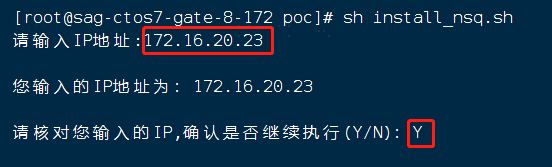 [root@sag-ctos7-gate-8-172 poc]# sh install_nsq.sh
请输入IP地址:172.16.20.23
您输入的IP地址为: 172.16.20.23
请核对您输入的IP,确认是否继续执行(Y/N): Y